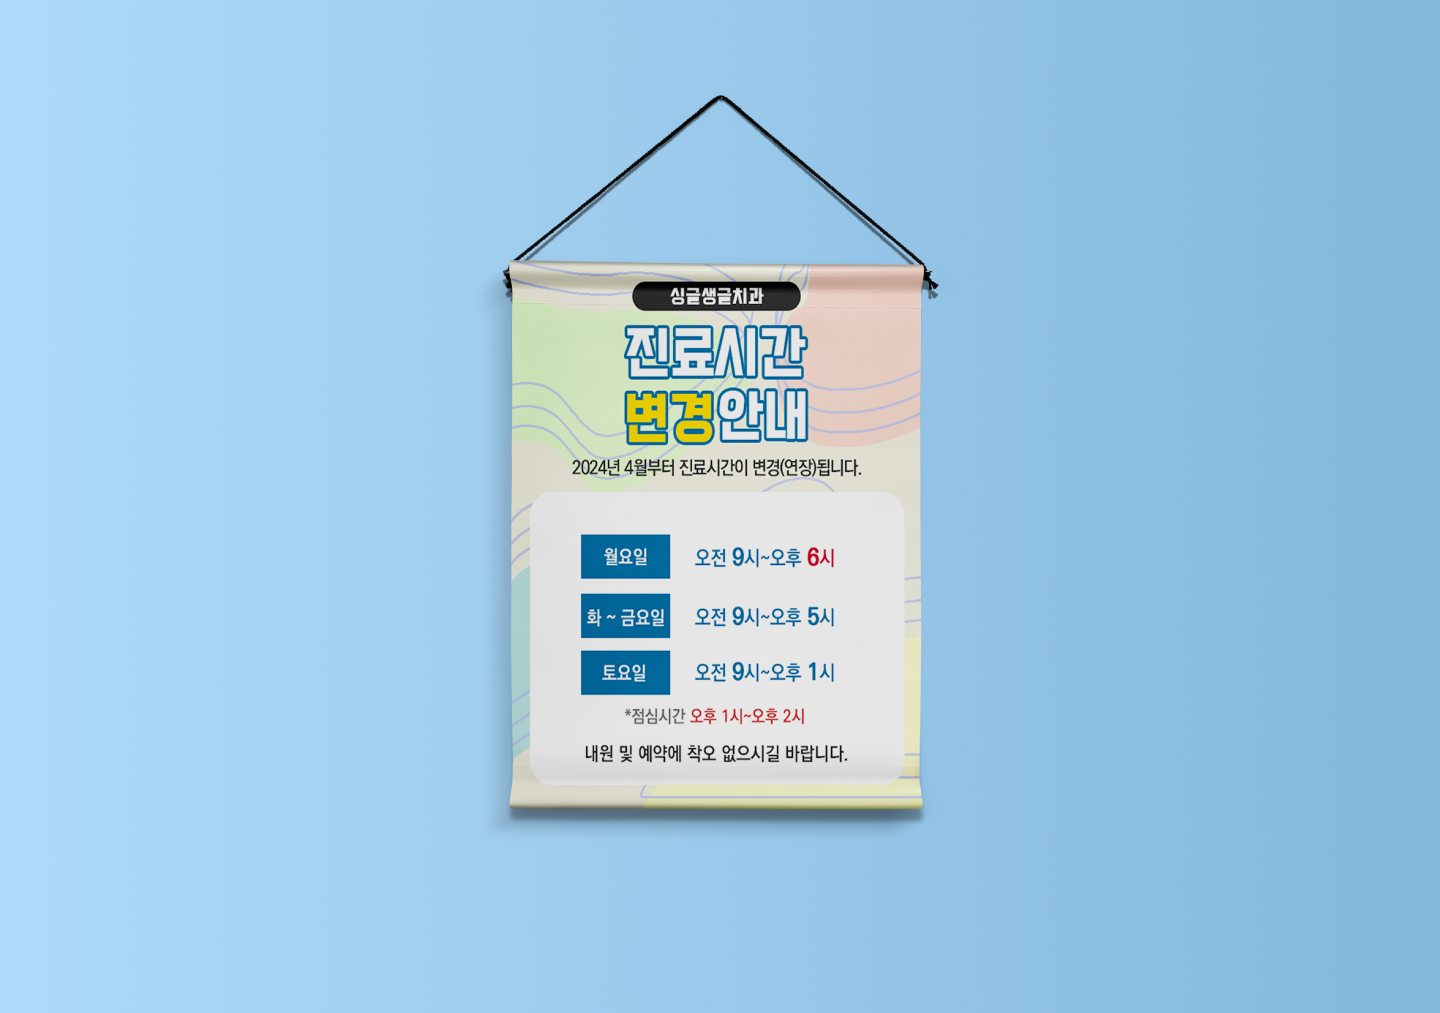 싱글생글치과
진료시간
변경안내
2024년 4월부터 진료시간이 변경(연장)됩니다.
월요일 오전 9시~오후 6시
화 ~ 금요일 오전 9시~오후 5시
토요일 오전 9시~오후 1시
*점심시간 오후 1시~오후 2시
내원 및 예약에 착오 없으시길 바랍니다.